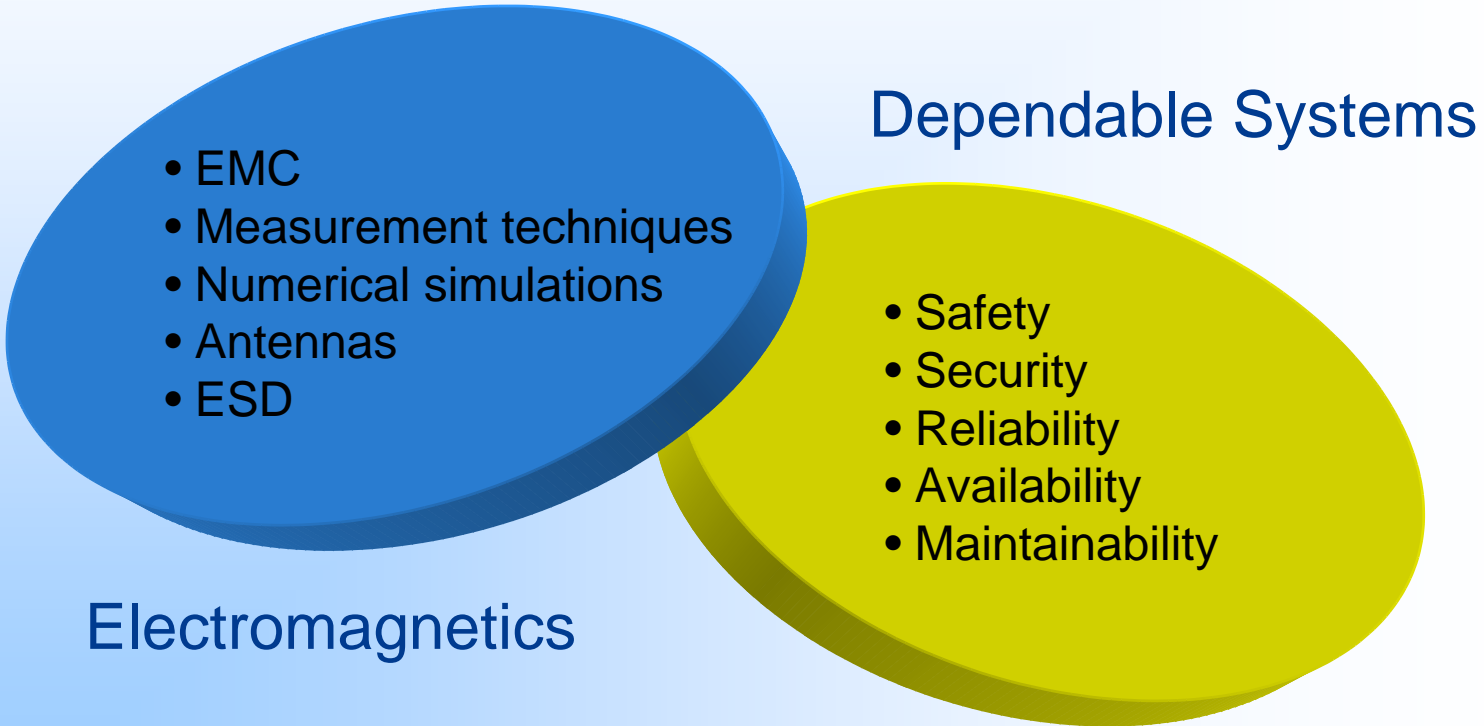 Dependable Systems
• EMC
• Measurement techniques
• Numerical simulations
• Antennas
• ESD
• Safety
• Security
• Reliability
• Availability
• Maintainability
Electromagnetics